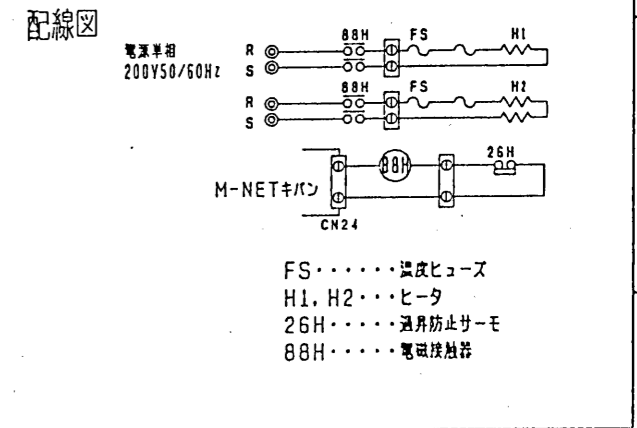 配線図
88H FS H1
電源単相 R
200V50/60Hz S
88H FS H2
R
S
88H 26H
M-NETキバン
CN24
FS・・・・・・温度ヒューズ
H1, H2・・・ヒータ
26H・・・・・過昇防止サーモ
88H・・・・・電磁接触器